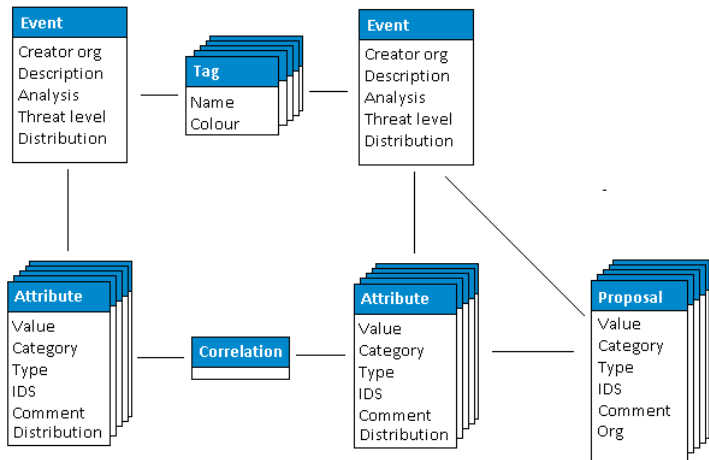 Event
Creator org
Description
Analysis
Threat level
Distribution
Tag
Name
Colour
Event
Creator org
Description
Analysis
Threat level
Distribution
Attribute
Value
Category
Type
IDS
Comment
Distribution
Correlation
Attribute
Value
Category
Type
IDS
Comment
Distribution
Proposal
Value
Category
Type
IDS
Comment
Org